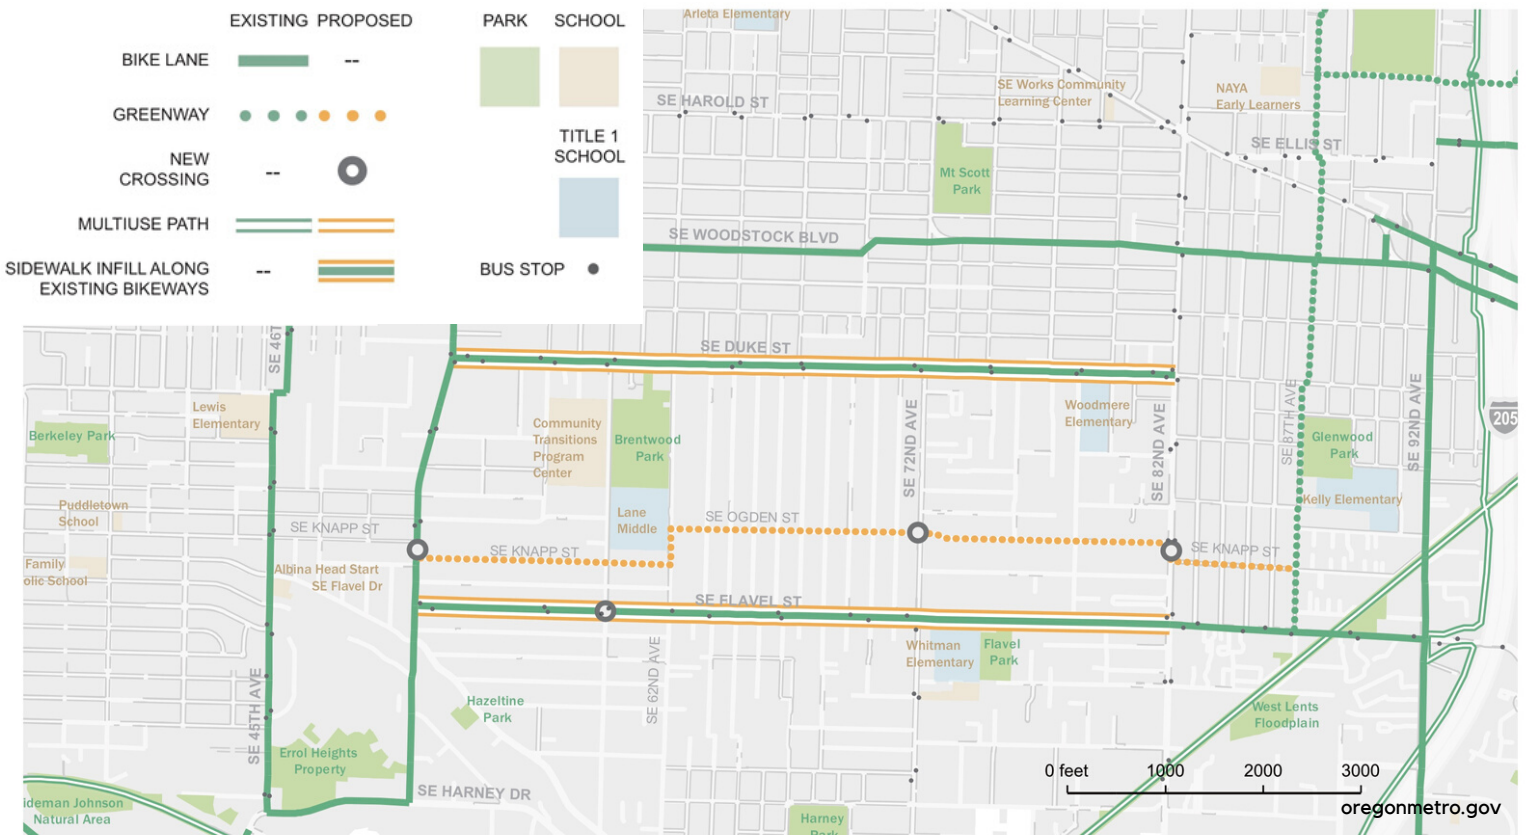 EXISTING PROPOSED
BIKE LANE --
GREENWAY
NEW
CROSSING
--
MULTIUSE PATH
SIDEWALK INFILL ALONG
EXISTING BIKEWAYS
--
PARK
SCHOOL
TITLE 1
SCHOOL
BUS STOP
Arleta Elementary
SE Works Community
Learning Center
NAYA
Early Learners
SE HAROLD ST
SE ELLIS ST
Mt Scott
Park
SE WOODSTOCK BLVD
SE DUKE ST
Lewis
Elementary
Berkeley Park
Community
Transitions
Program
Center
Brentwood
Park
SE 72ND AVE
Woodmere
Elementary
SE 82ND AVE
SE 87TH AVE
Glenwood
Park
SE 92ND AVE
205
Kelly Elementary
Puddletown
School
SE KNAPP ST
Lane
Middle
SE OGDEN ST
SE KNAPP ST
SE KNAPP ST
Family
olic School
Albina Head Start
SE Flavel Dr
SE FLAVEL ST
Whitman
Elementary
Flavel
Park
SE 45TH AVE
SE 62ND AVE
Hazeltine
Park
West Lents
Floodplain
Errol Heights
Property
SE HARNEY DR
ideman Johnson
Natural Area
Harney
Park
0 feet 1000 2000 3000
oregonmetro.gov